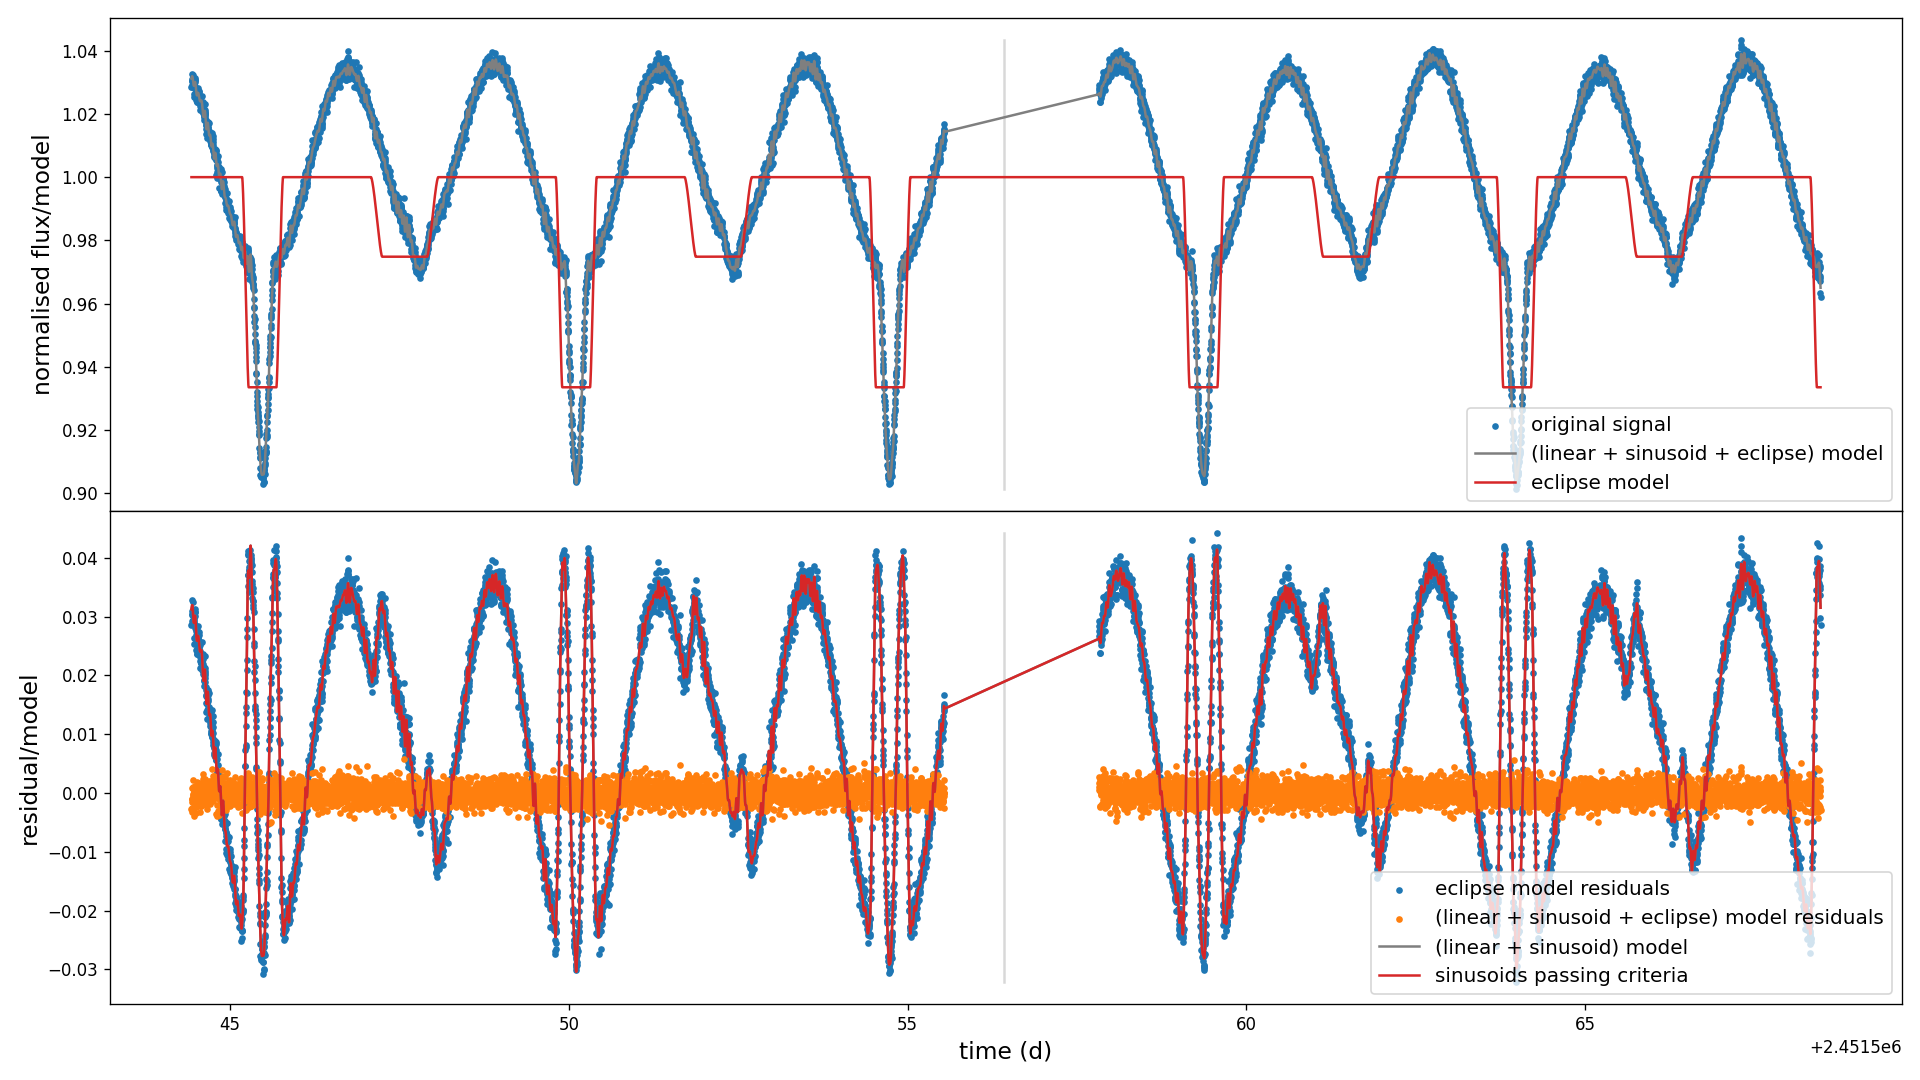 1.04
1.02
1.00
0.98
0.96
0.94
0.92
0.90
normalised flux/model
original signal
(linear + sinusoid + eclipse) model
eclipse model
0.04
0.03
0.02
0.01
0.00
−0.01
−0.02
−0.03
residual/model
eclipse model residuals
(linear + sinusoid + eclipse) model residuals
(linear + sinusoid) model
sinusoids passing criteria
45 50 55 60 65
time (d)
+2.4515e6